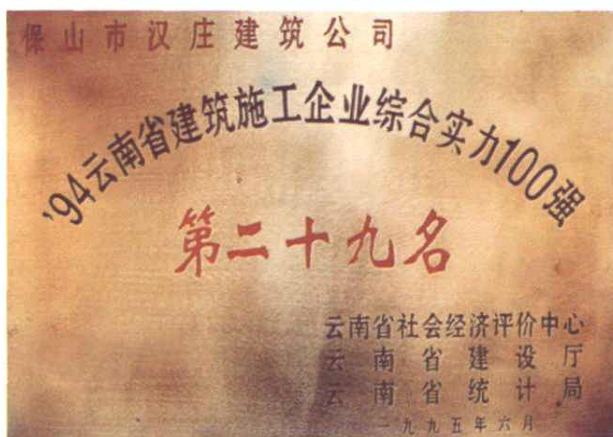 保山市汉庄建筑公司
'94云南省建筑施工企业综合实力100强
第二十九名
云南省社会经济评价中心
云南省建设厅
云南省统计局
一九九五年六月